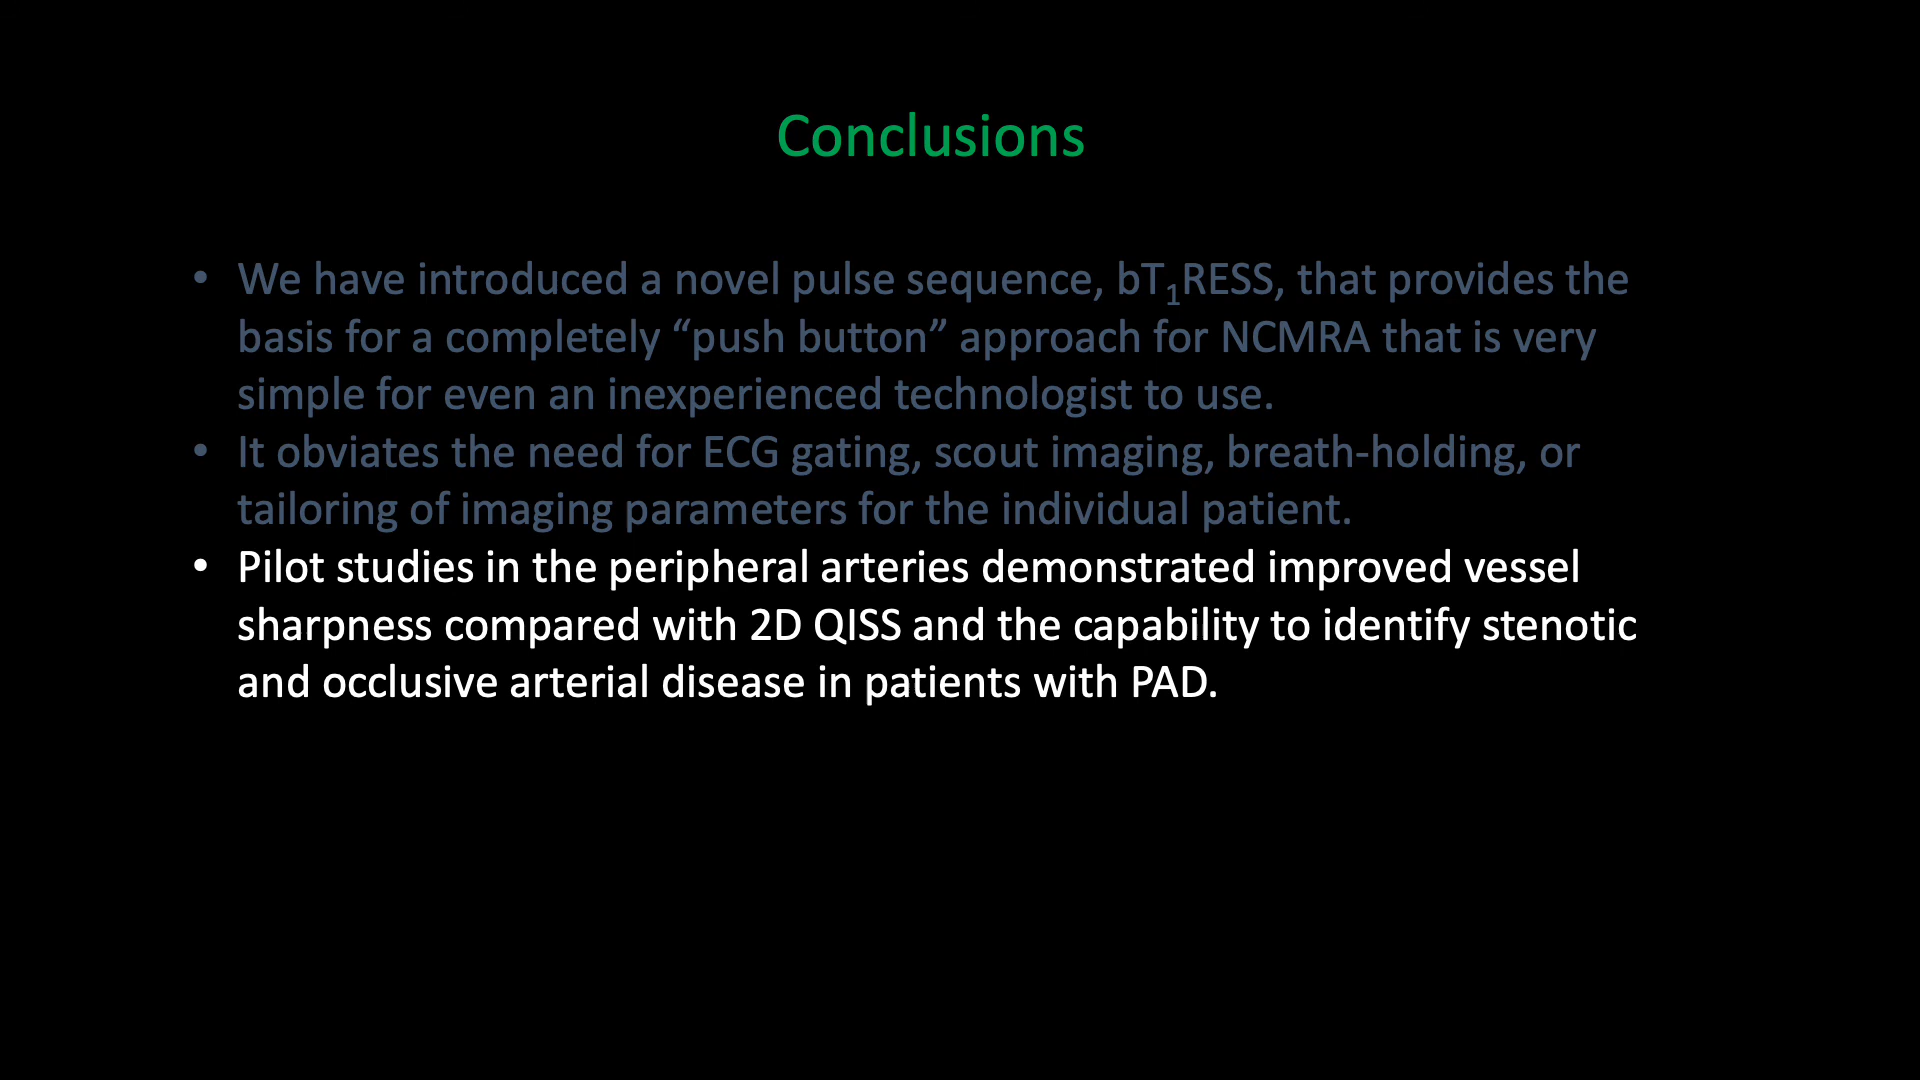 Conclusions
• We have introduced a novel pulse sequence, bT₁RESS, that provides the
basis for a completely “push button” approach for NCMRA that is very
simple for even an inexperienced technologist to use.
• It obviates the need for ECG gating, scout imaging, breath-holding, or
tailoring of imaging parameters for the individual patient.
• Pilot studies in the peripheral arteries demonstrated improved vessel
sharpness compared with 2D QISS and the capability to identify stenotic
and occlusive arterial disease in patients with PAD.